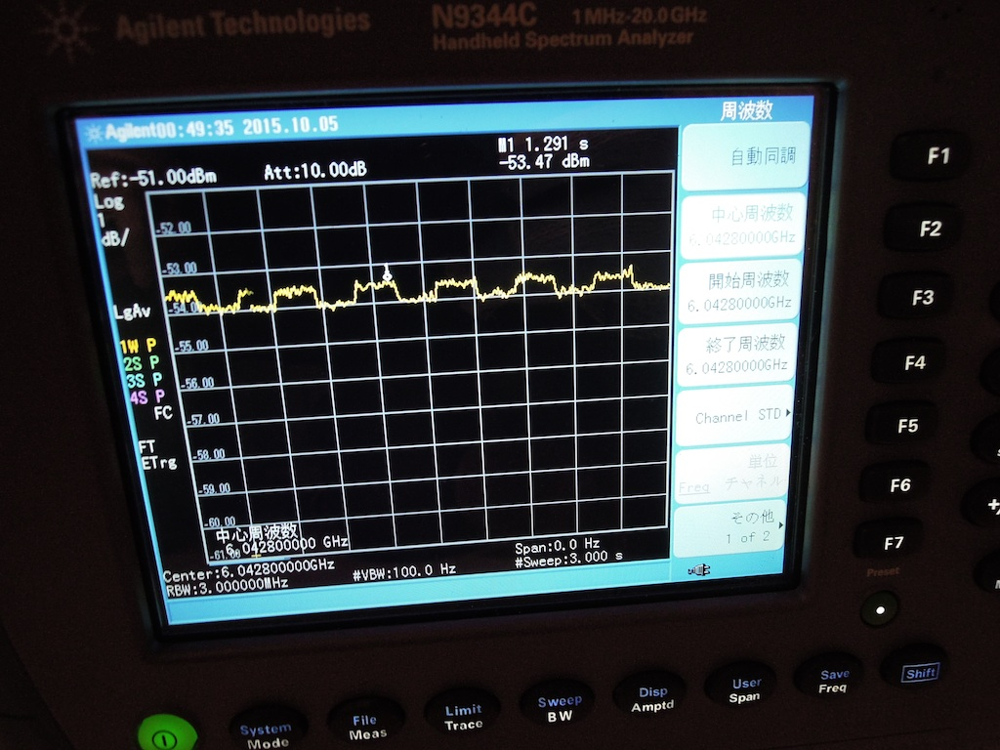 Agilent Technologies
N9344C 1MHz-20.0GHz
Handheld Spectrum Analyzer
Agilent 00:49:35 2015.10.05
周波数
Ref:-51.00dBm
Att:10.00dB
M1 1.291 s
-53.47 dBm
Log
1
dB/
LgAv
1W P
2S P
3S P
4S P
FC
FT
ETrg
-52.00
-53.00
-54.00
-55.00
-56.00
-57.00
-58.00
-59.00
-60.00
-61.00
中心周波数
6.042800000 GHz
Center:6.042800000GHz
RBW:3.000000MHz
#VBW:100.0 Hz
Span:0.0 Hz
#Sweep:3.000 s
自動同調
中心周波数
6.04280000GHz
開始周波数
6.04280000GHz
終了周波数
6.04280000GHz
Channel STD
単位
Freq チャネル
その他
1 of 2
F1
F2
F3
F4
F5
F6
F7
Preset
System
Mode
File
Meas
Limit
Trace
Sweep
BW
Disp
Amptd
User
Span
Save
Freq
Shift